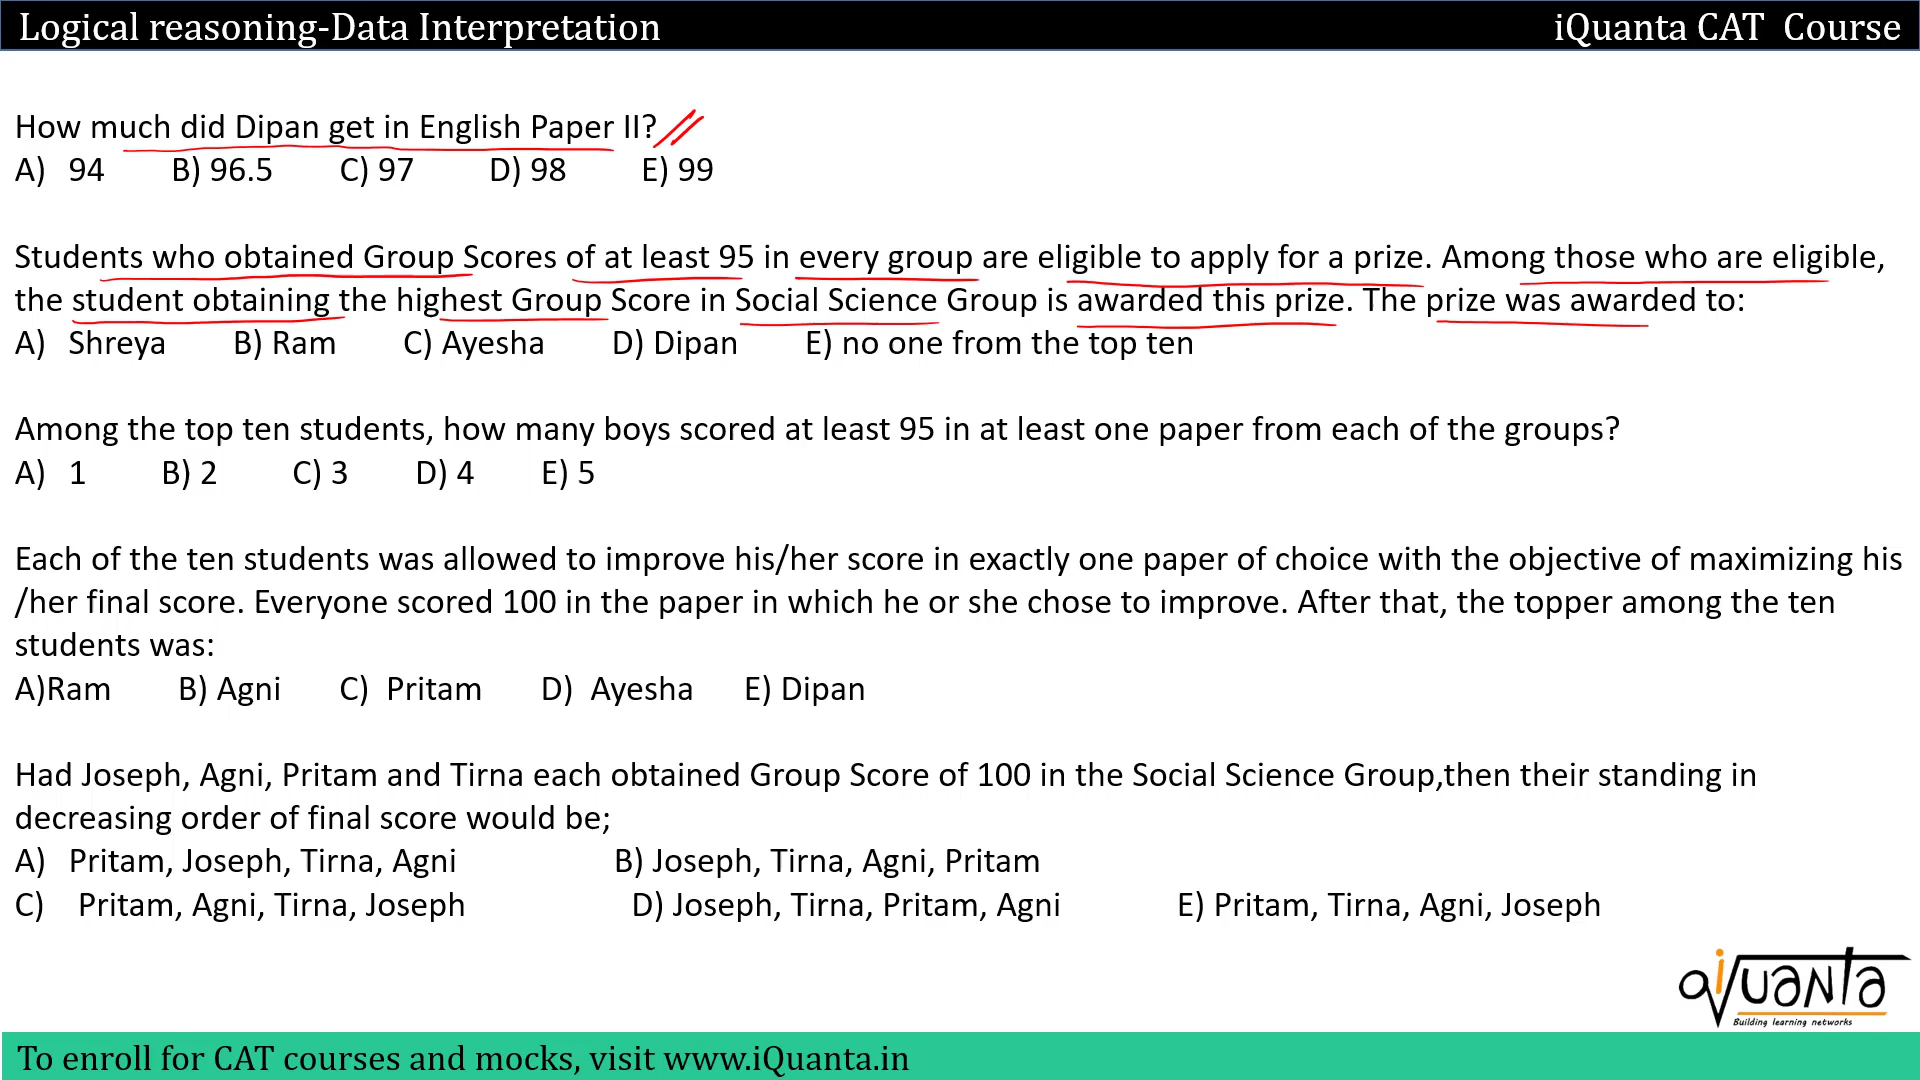 Logical reasoning-Data Interpretation iQuanta CAT Course
How much did Dipan get in English Paper II?
A) 94 B) 96.5 C) 97 D) 98 E) 99
Students who obtained Group Scores of at least 95 in every group are eligible to apply for a prize. Among those who are eligible,
the student obtaining the highest Group Score in Social Science Group is awarded this prize. The prize was awarded to:
A) Shreya B) Ram C) Ayesha D) Dipan E) no one from the top ten
Among the top ten students, how many boys scored at least 95 in at least one paper from each of the groups?
A) 1 B) 2 C) 3 D) 4 E) 5
Each of the ten students was allowed to improve his/her score in exactly one paper of choice with the objective of maximizing his
/her final score. Everyone scored 100 in the paper in which he or she chose to improve. After that, the topper among the ten
students was:
A)Ram B) Agni C) Pritam D) Ayesha E) Dipan
Had Joseph, Agni, Pritam and Tirna each obtained Group Score of 100 in the Social Science Group,then their standing in
decreasing order of final score would be;
A) Pritam, Joseph, Tirna, Agni B) Joseph, Tirna, Agni, Pritam
C) Pritam, Agni, Tirna, Joseph D) Joseph, Tirna, Pritam, Agni E) Pritam, Tirna, Agni, Joseph
iQuanta
Building learning networks
To enroll for CAT courses and mocks, visit www.iQuanta.in